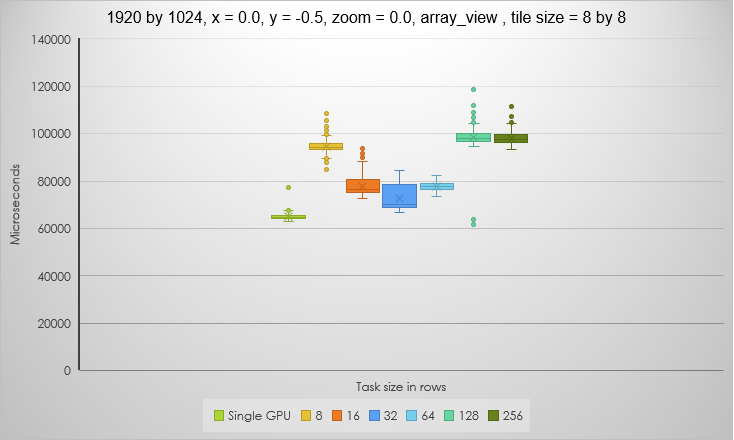 1920 by 1024, x = 0.0, y = -0.5, zoom = 0.0, array_view , tile size = 8 by 8
140000
120000
100000
80000
60000
40000
20000
0
Microseconds
Task size in rows
Single GPU 8 16 32 64 128 256